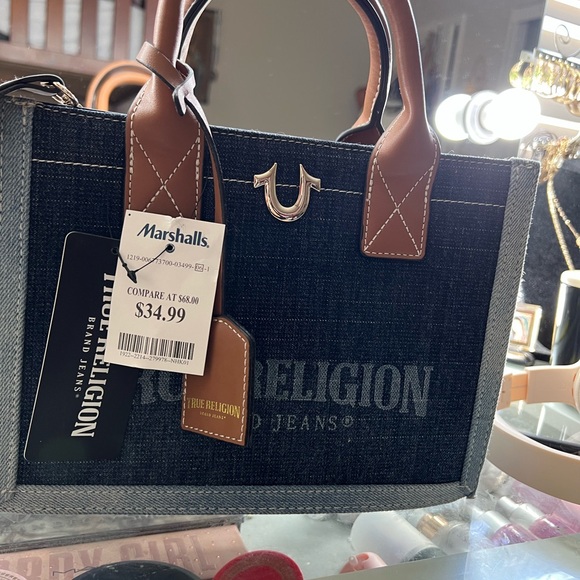 Marshalls.
COMPARE AT $68.00
$34.99
TRUE RELIGION
BRAND JEANS®
TRUE RELIGION
RELIGION
JEANS®